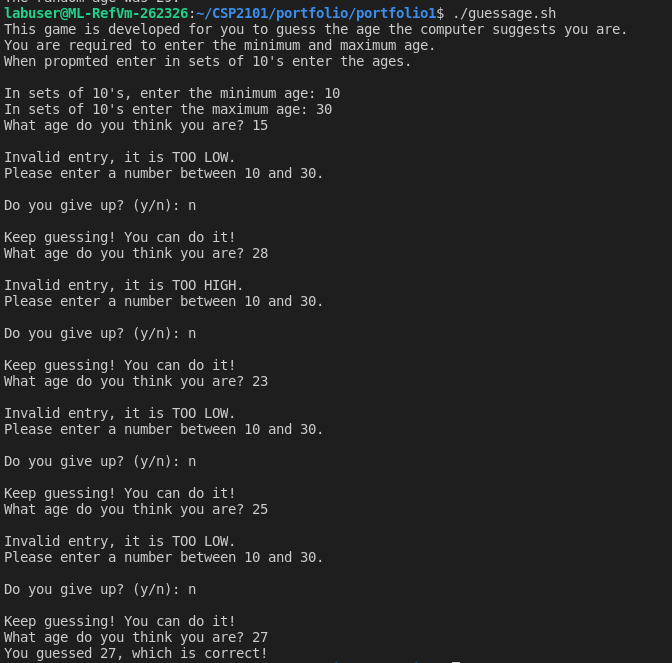 The random age was 29.
labuser@ML-RefVm-262326:~/CSP2101/portfolio/portfolio1$ ./guessage.sh
This game is developed for you to guess the age the computer suggests you are.
You are required to enter the minimum and maximum age.
When propmted enter in sets of 10's enter the ages.
In sets of 10's, enter the minimum age: 10
In sets of 10's enter the maximum age: 30
What age do you think you are? 15
Invalid entry, it is TOO LOW.
Please enter a number between 10 and 30.
Do you give up? (y/n): n
Keep guessing! You can do it!
What age do you think you are? 28
Invalid entry, it is TOO HIGH.
Please enter a number between 10 and 30.
Do you give up? (y/n): n
Keep guessing! You can do it!
What age do you think you are? 23
Invalid entry, it is TOO LOW.
Please enter a number between 10 and 30.
Do you give up? (y/n): n
Keep guessing! You can do it!
What age do you think you are? 25
Invalid entry, it is TOO LOW.
Please enter a number between 10 and 30.
Do you give up? (y/n): n
Keep guessing! You can do it!
What age do you think you are? 27
You guessed 27, which is correct!